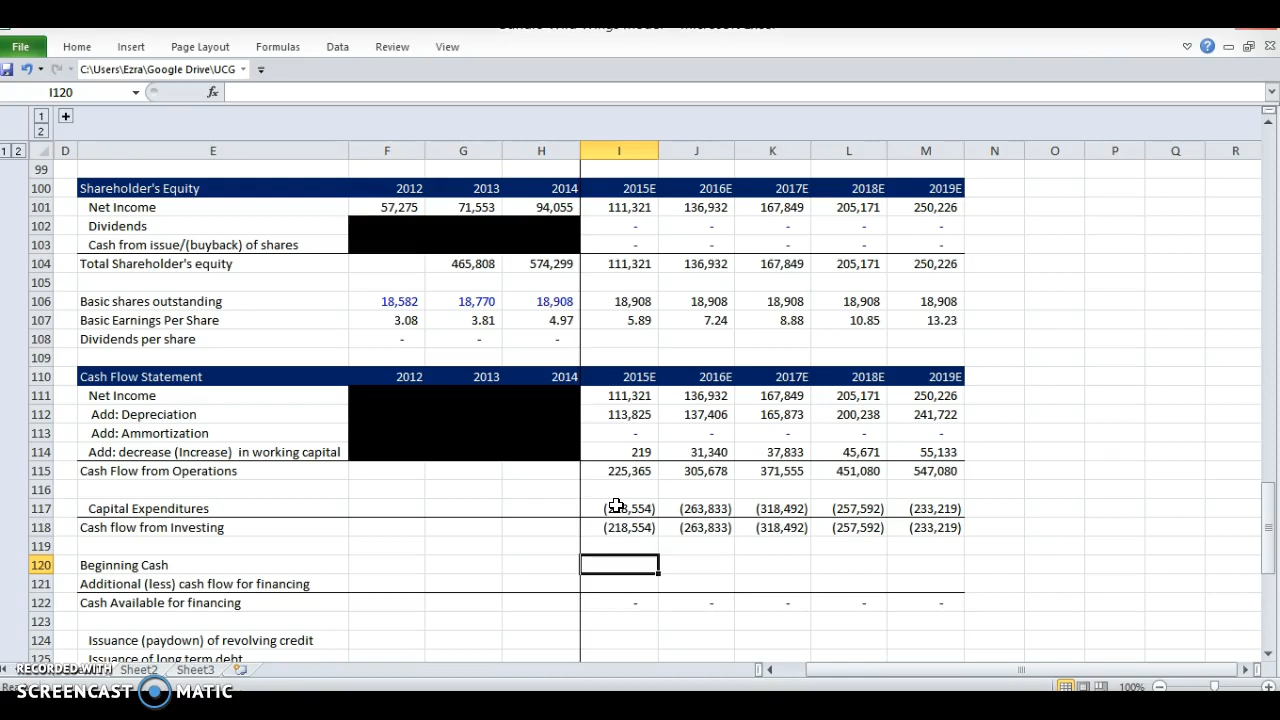 File Home Insert Page Layout Formulas Data Review View
C:\Users\Ezra\Google Drive\UCG
I120 fx
1
2
1 2 D E F G H I J K L M N O P Q R
99
100 Shareholder's Equity 2012 2013 2014 2015E 2016E 2017E 2018E 2019E
101 Net Income 57,275 71,553 94,055 111,321 136,932 167,849 205,171 250,226
102 Dividends - - - - -
103 Cash from issue/(buyback) of shares - - - - -
104 Total Shareholder's equity 465,808 574,299 111,321 136,932 167,849 205,171 250,226
105
106 Basic shares outstanding 18,582 18,770 18,908 18,908 18,908 18,908 18,908 18,908
107 Basic Earnings Per Share 3.08 3.81 4.97 5.89 7.24 8.88 10.85 13.23
108 Dividends per share - - -
109
110 Cash Flow Statement 2012 2013 2014 2015E 2016E 2017E 2018E 2019E
111 Net Income 111,321 136,932 167,849 205,171 250,226
112 Add: Depreciation 113,825 137,406 165,873 200,238 241,722
113 Add: Ammortization - - - - -
114 Add: decrease (Increase) in working capital 219 31,340 37,833 45,671 55,133
115 Cash Flow from Operations 225,365 305,678 371,555 451,080 547,080
116
117 Capital Expenditures (263,833) (318,492) (257,592) (233,219)
118 Cash flow from Investing (218,554) (263,833) (318,492) (257,592) (233,219)
119
120 Beginning Cash
121 Additional (less) cash flow for financing
122 Cash Available for financing - - - - -
123
124 Issuance (paydown) of revolving credit
125 Issuance of long term debt
RECORDED WITH Sheet2 Sheet3
SCREENCAST MATIC 100%